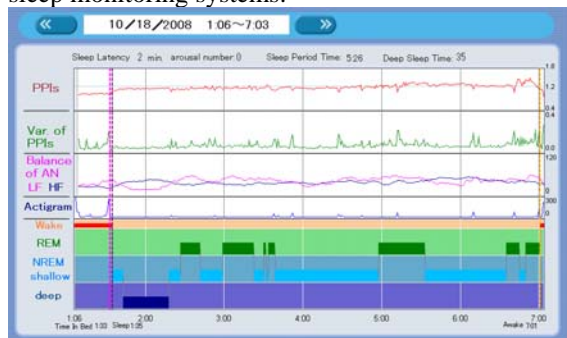 sleep monitoring systems.
≪ 10/18/2008 1:06~7:03 ≫
Sleep Latency 2 min arousal number:0 Sleep Period Time: 5:26 Deep Sleep Time: 35
PPIs
1.8
1.2
0.4
Var. of
PPIs
0.4
0.0
Balance
of AN
LF HF
120
0
Actigram
300
0
Wake
REM
NREM
shallow
deep
1:06 2:00 3:00 4:00 5:00 6:00 7:00
Time In Bed 1:33 Sleep 1:35 Awake 7:01